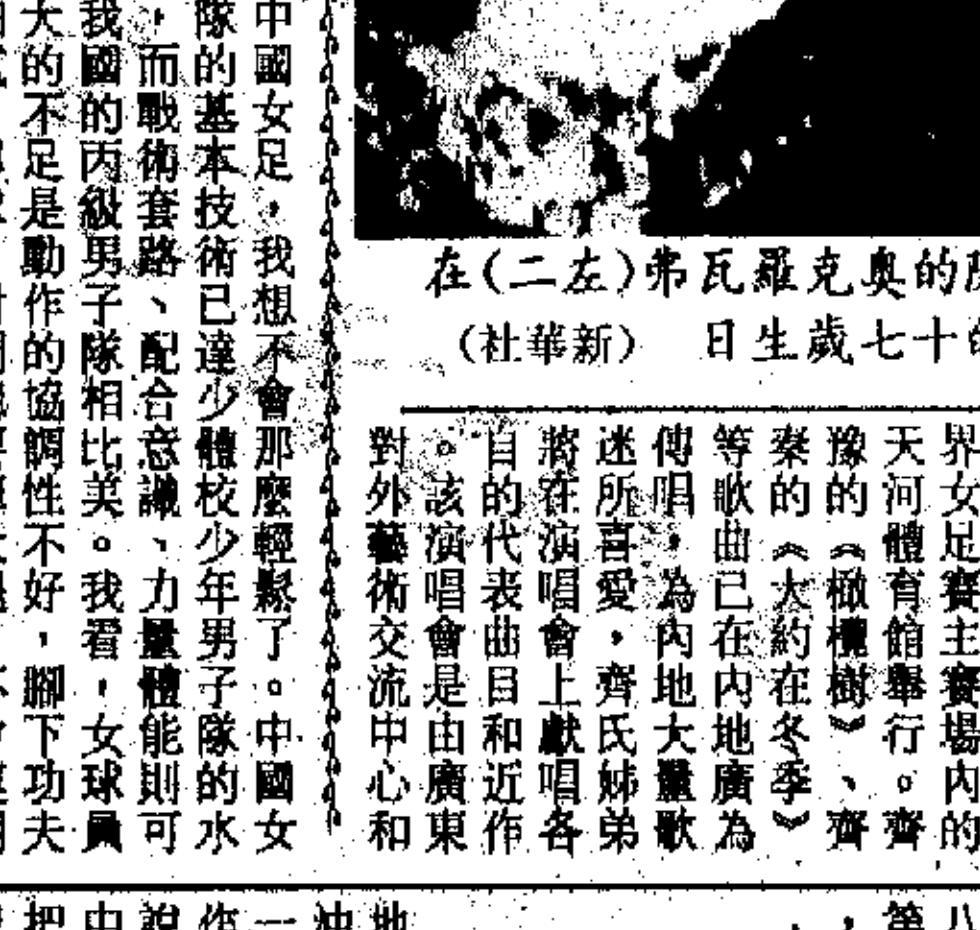 在(二左)弗瓦羅克奧的
日生歲七十
(社華新)
界女足賽主賽場內的
天河體育館舉行。齊
豫的《橄欖樹》、齊
秦的《大約在冬季》
等歌曲已在內地廣為
傳唱，為內地大量歌
迷所喜愛，齊氏姊弟
將在演唱會上獻唱各
自的代表曲目和近作
。該演唱會是由廣東
對外藝術交流中心和
中國女足，我想不會那麼輕鬆了。中國女
隊的基本技術已達少體校少年男子隊的水
，而戰術套路、配合意識、力量體能則可
我國的丙級男子隊相比美。我看，女球員
大的不足是動作的協調性不好，腳下功夫